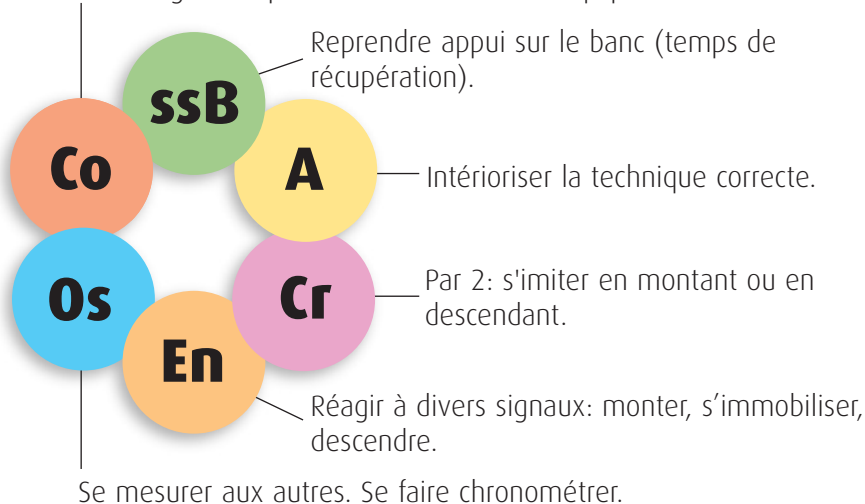 Reprendre appui sur le banc (temps de
récupération).
ssB
Co
A
Intérioriser la technique correcte.
Os
Cr
Par 2: s'imiter en montant ou en
descendant.
En
Réagir à divers signaux: monter, s’immobiliser,
descendre.
Se mesurer aux autres. Se faire chronométrer.